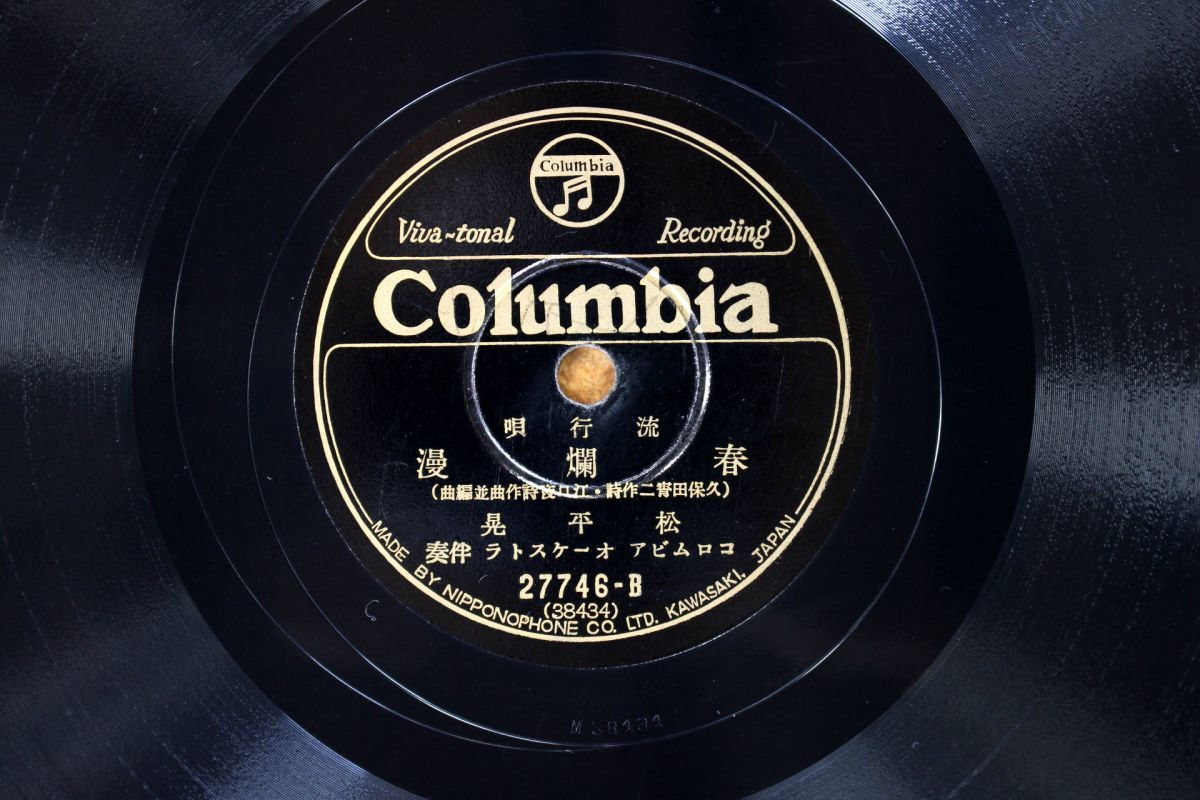 Columbia
Viva-tonal Recording
Columbia
流行唄
春爛漫
(久保田宵二作詩・江口夜詩作曲並編曲)
松平晃
コロムビア オーケストラ 伴奏
27746-B
(38434)
MADE BY NIPPONOPHONE CO. LTD. KAWASAKI, JAPAN
M 38434